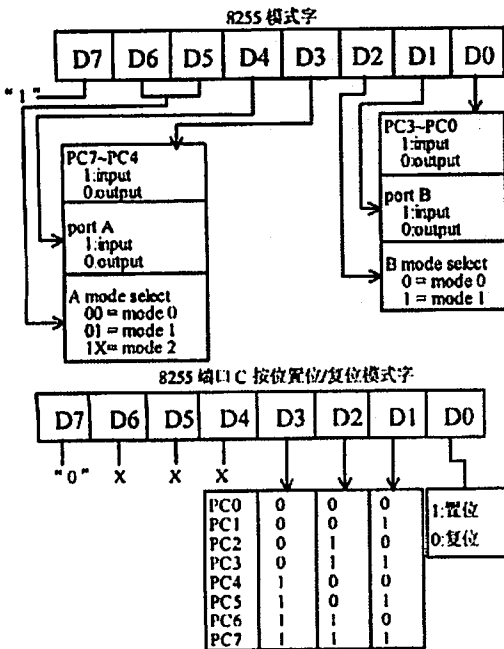 8255 模式字
D7 D6 D5 D4 D3 D2 D1 D0
"1"
PC7~PC4
1:input
0:output
port A
1:input
0:output
A mode select
00 = mode 0
01 = mode 1
1X= mode 2
PC3~PC0
1:input
0:output
port B
1:input
0:output
B mode select
0 = mode 0
1 = mode 1
8255 端口 C 按位置位/复位模式字
D7 D6 D5 D4 D3 D2 D1 D0
"0" X X X
PC0 0 0 0
PC1 0 0 1
PC2 0 1 0
PC3 0 1 1
PC4 1 0 0
PC5 1 0 1
PC6 1 1 0
PC7 1 1 1
1:置位
0:复位